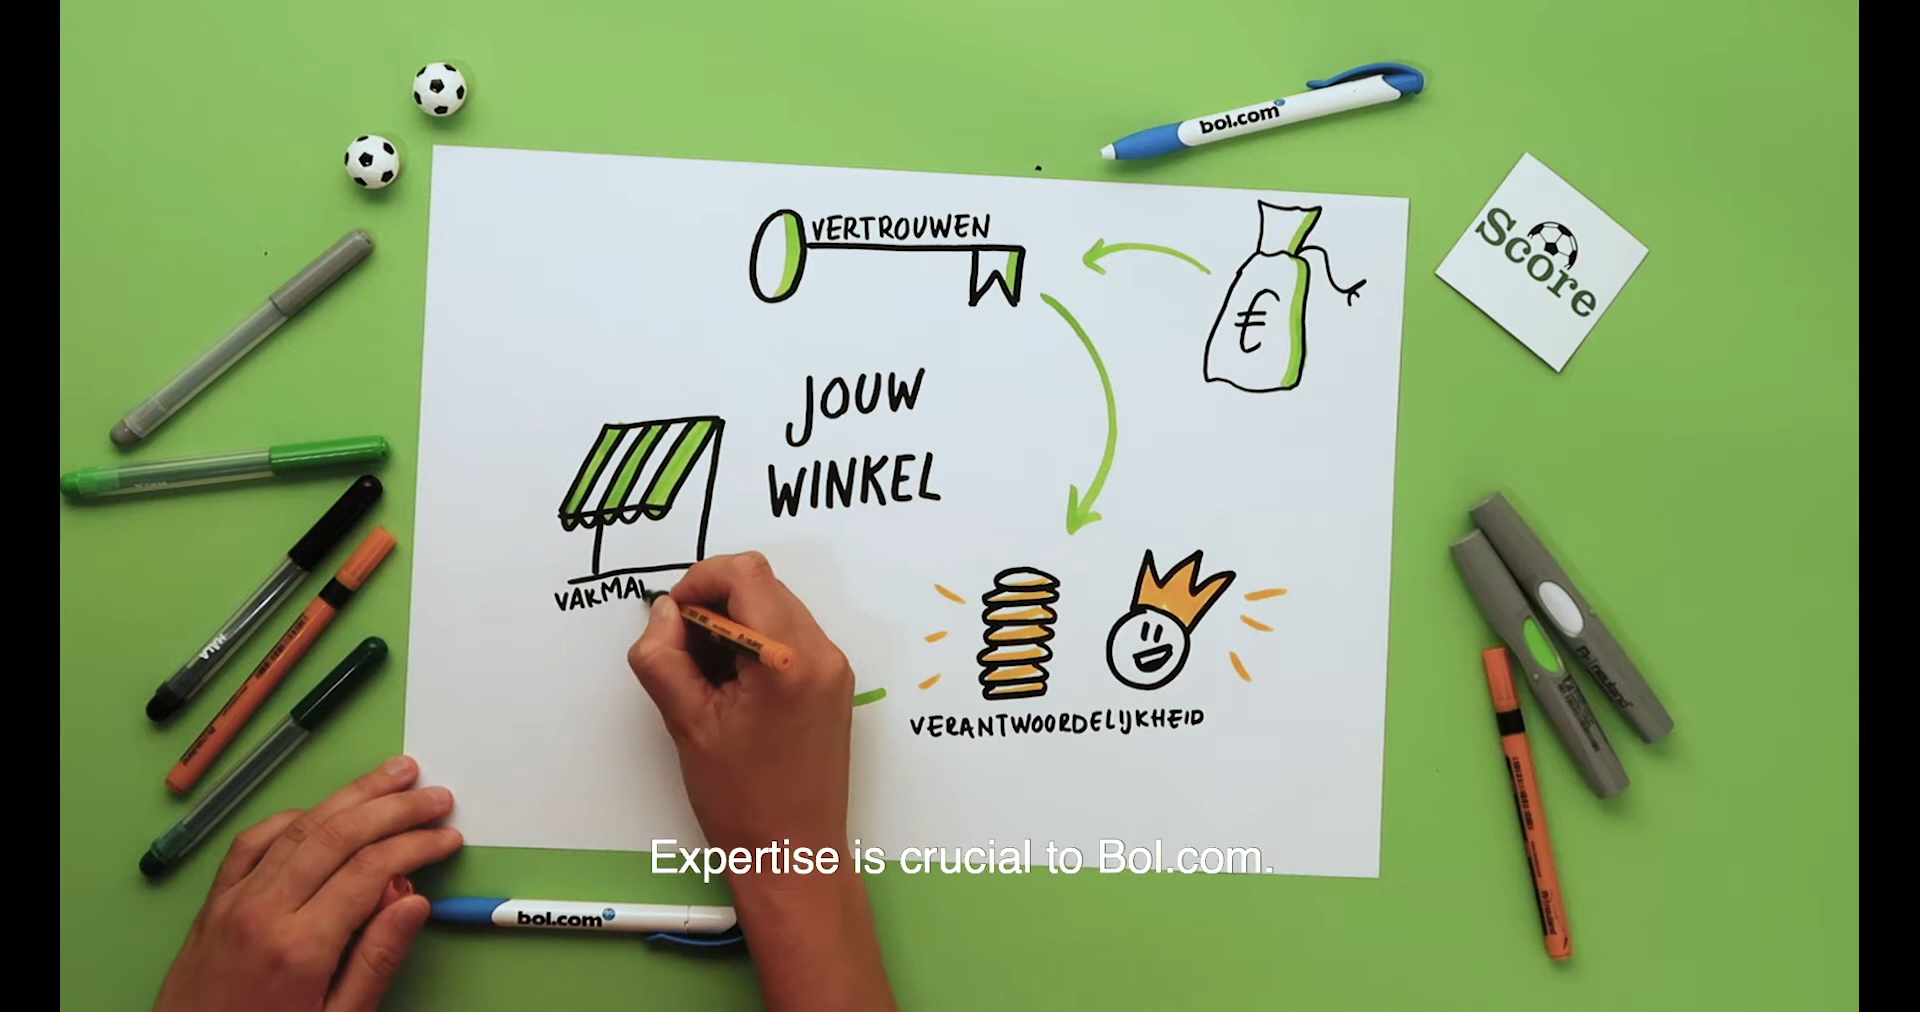 bol.com
VERTROUWEN
Score
€
JOUW
WINKEL
VAKMA
VERANTWOORDELIJKHEID
Expertise is crucial to Bol.com.
bol.com